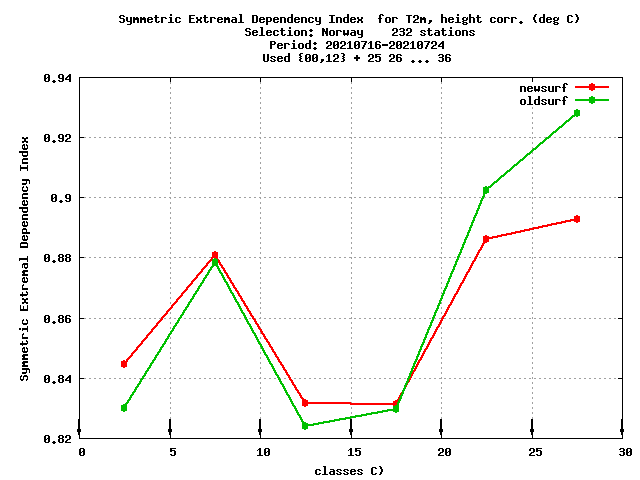 Symmetric Extremal Dependency Index  for T2m, height corr. (deg C)
Selection: Norway    232 stations
Period: 20210716-20210724
Used {00,12} + 25 26 ... 36
newsurf
oldsurf
Symmetric Extremal Dependency Index
0.94
0.92
0.9
0.88
0.86
0.84
0.82
0 5 10 15 20 25 30
classes C)